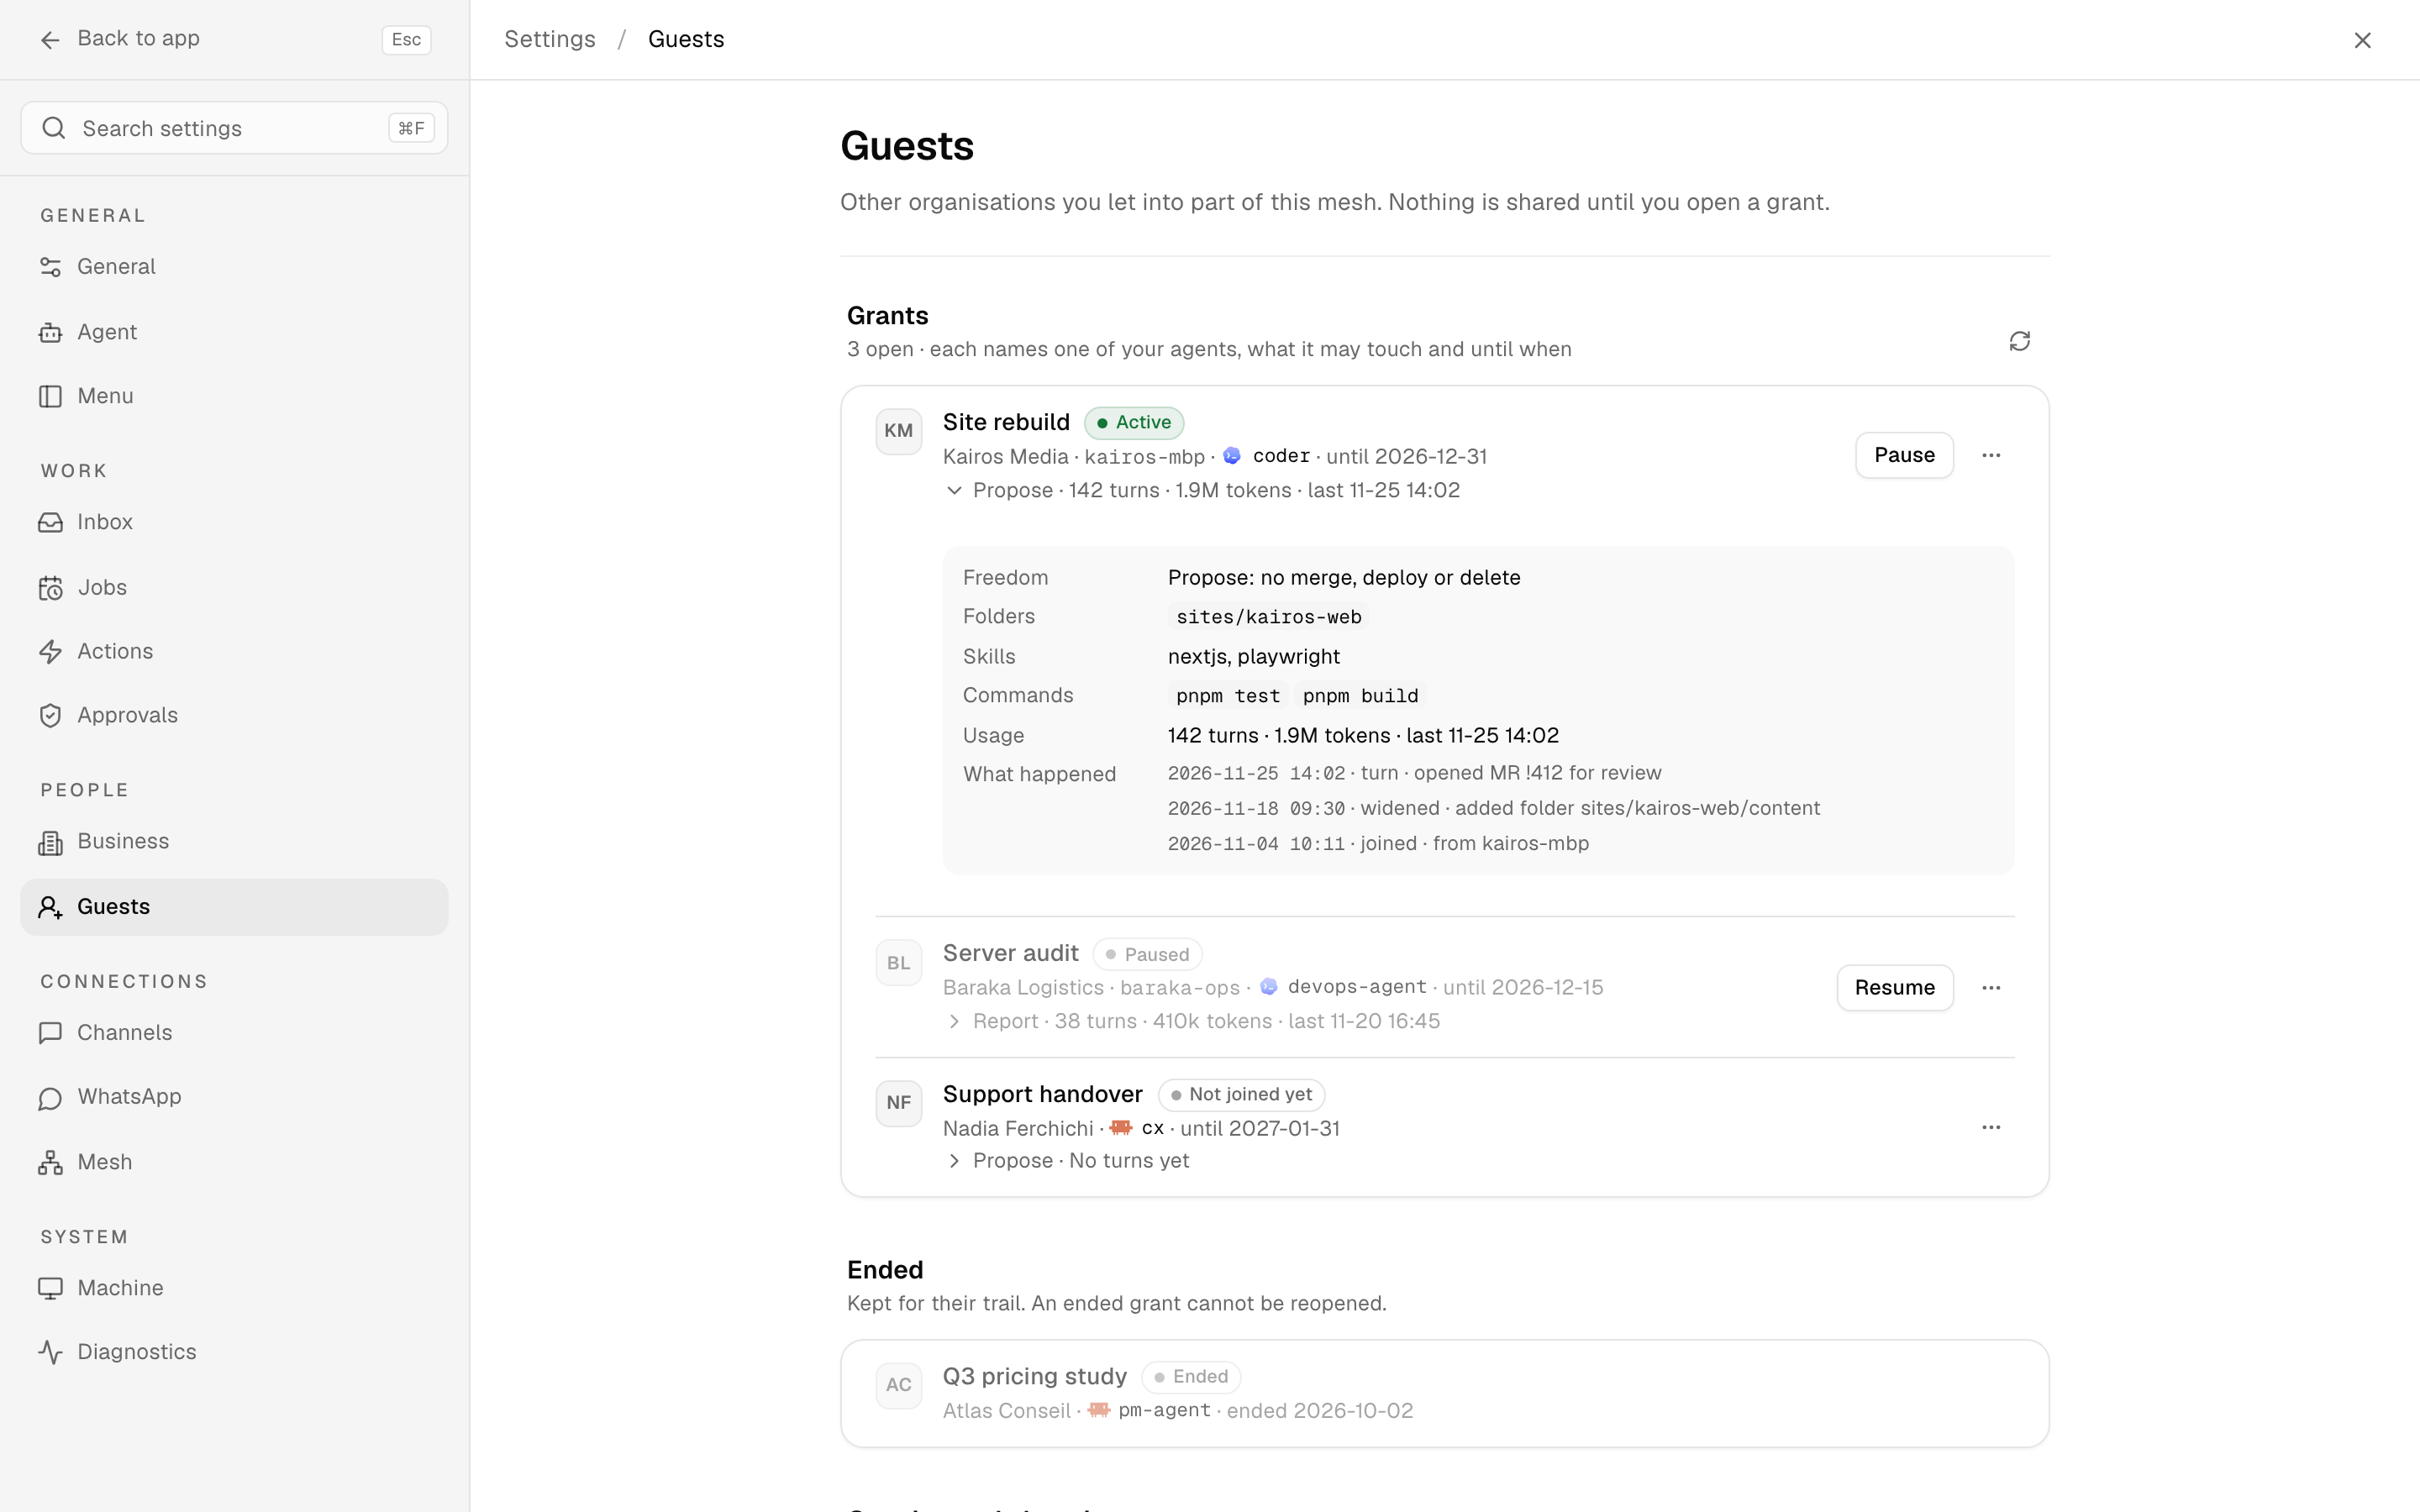 Back to app
Esc
Search settings
⌘F
GENERAL
General
Agent
Menu
WORK
Inbox
Jobs
Actions
Approvals
PEOPLE
Business
Guests
CONNECTIONS
Channels
WhatsApp
Mesh
SYSTEM
Machine
Diagnostics
Settings / Guests
Guests
Other organisations you let into part of this mesh. Nothing is shared until you open a grant.
Grants
3 open · each names one of your agents, what it may touch and until when
KM
Site rebuild Active
Kairos Media · kairos-mbp · coder · until 2026-12-31
Propose · 142 turns · 1.9M tokens · last 11-25 14:02
Pause
Freedom Propose: no merge, deploy or delete
Folders sites/kairos-web
Skills nextjs, playwright
Commands pnpm test pnpm build
Usage 142 turns · 1.9M tokens · last 11-25 14:02
What happened 2026-11-25 14:02 · turn · opened MR !412 for review
2026-11-18 09:30 · widened · added folder sites/kairos-web/content
2026-11-04 10:11 · joined · from kairos-mbp
BL
Server audit Paused
Baraka Logistics · baraka-ops · devops-agent · until 2026-12-15
Report · 38 turns · 410k tokens · last 11-20 16:45
Resume
NF
Support handover Not joined yet
Nadia Ferchichi · cx · until 2027-01-31
Propose · No turns yet
Ended
Kept for their trail. An ended grant cannot be reopened.
AC
Q3 pricing study Ended
Atlas Conseil · pm-agent · ended 2026-10-02